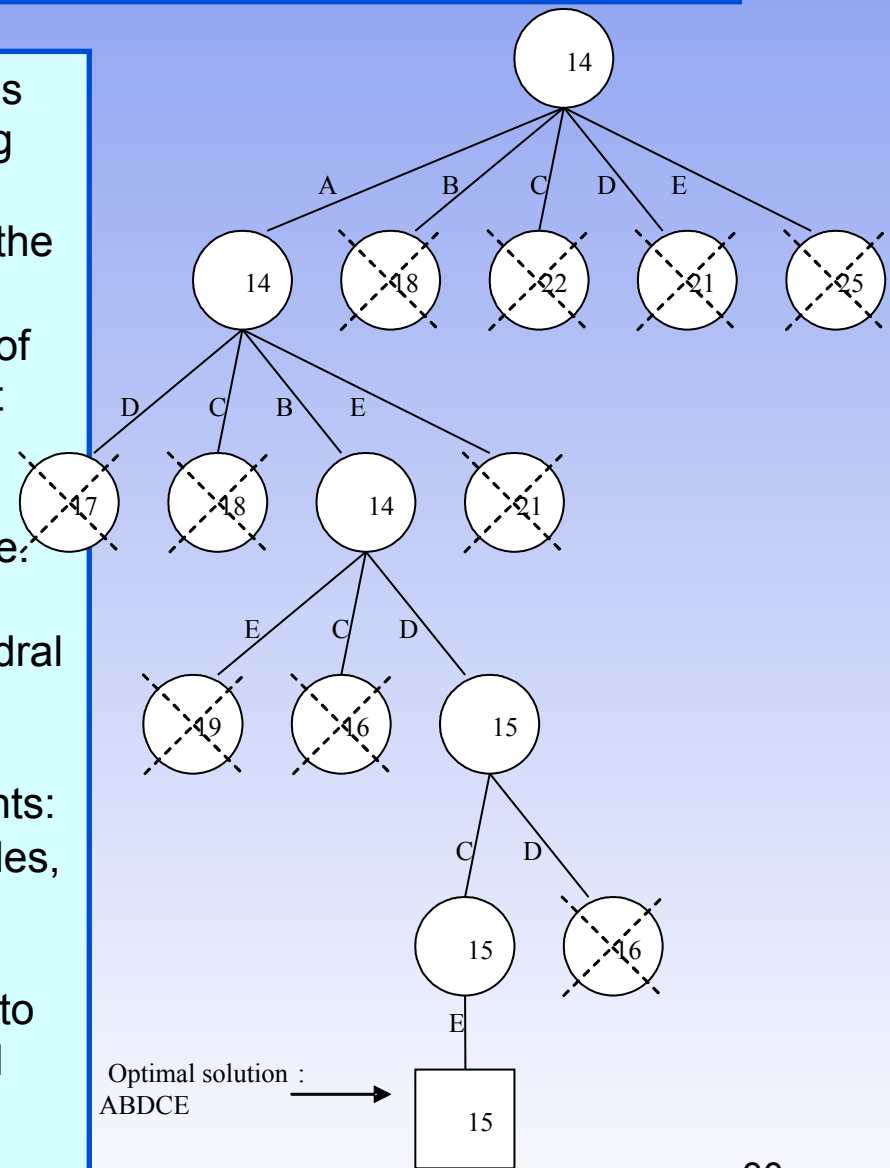 s
g
the
of
t
e.
dral
nts:
les,
to
d
14
A B C D E
14 18 22 21 25
D C B E
17 18 14 21
E C D
19 16 15
C D
15 16
E
Optimal solution :
ABDCE
15